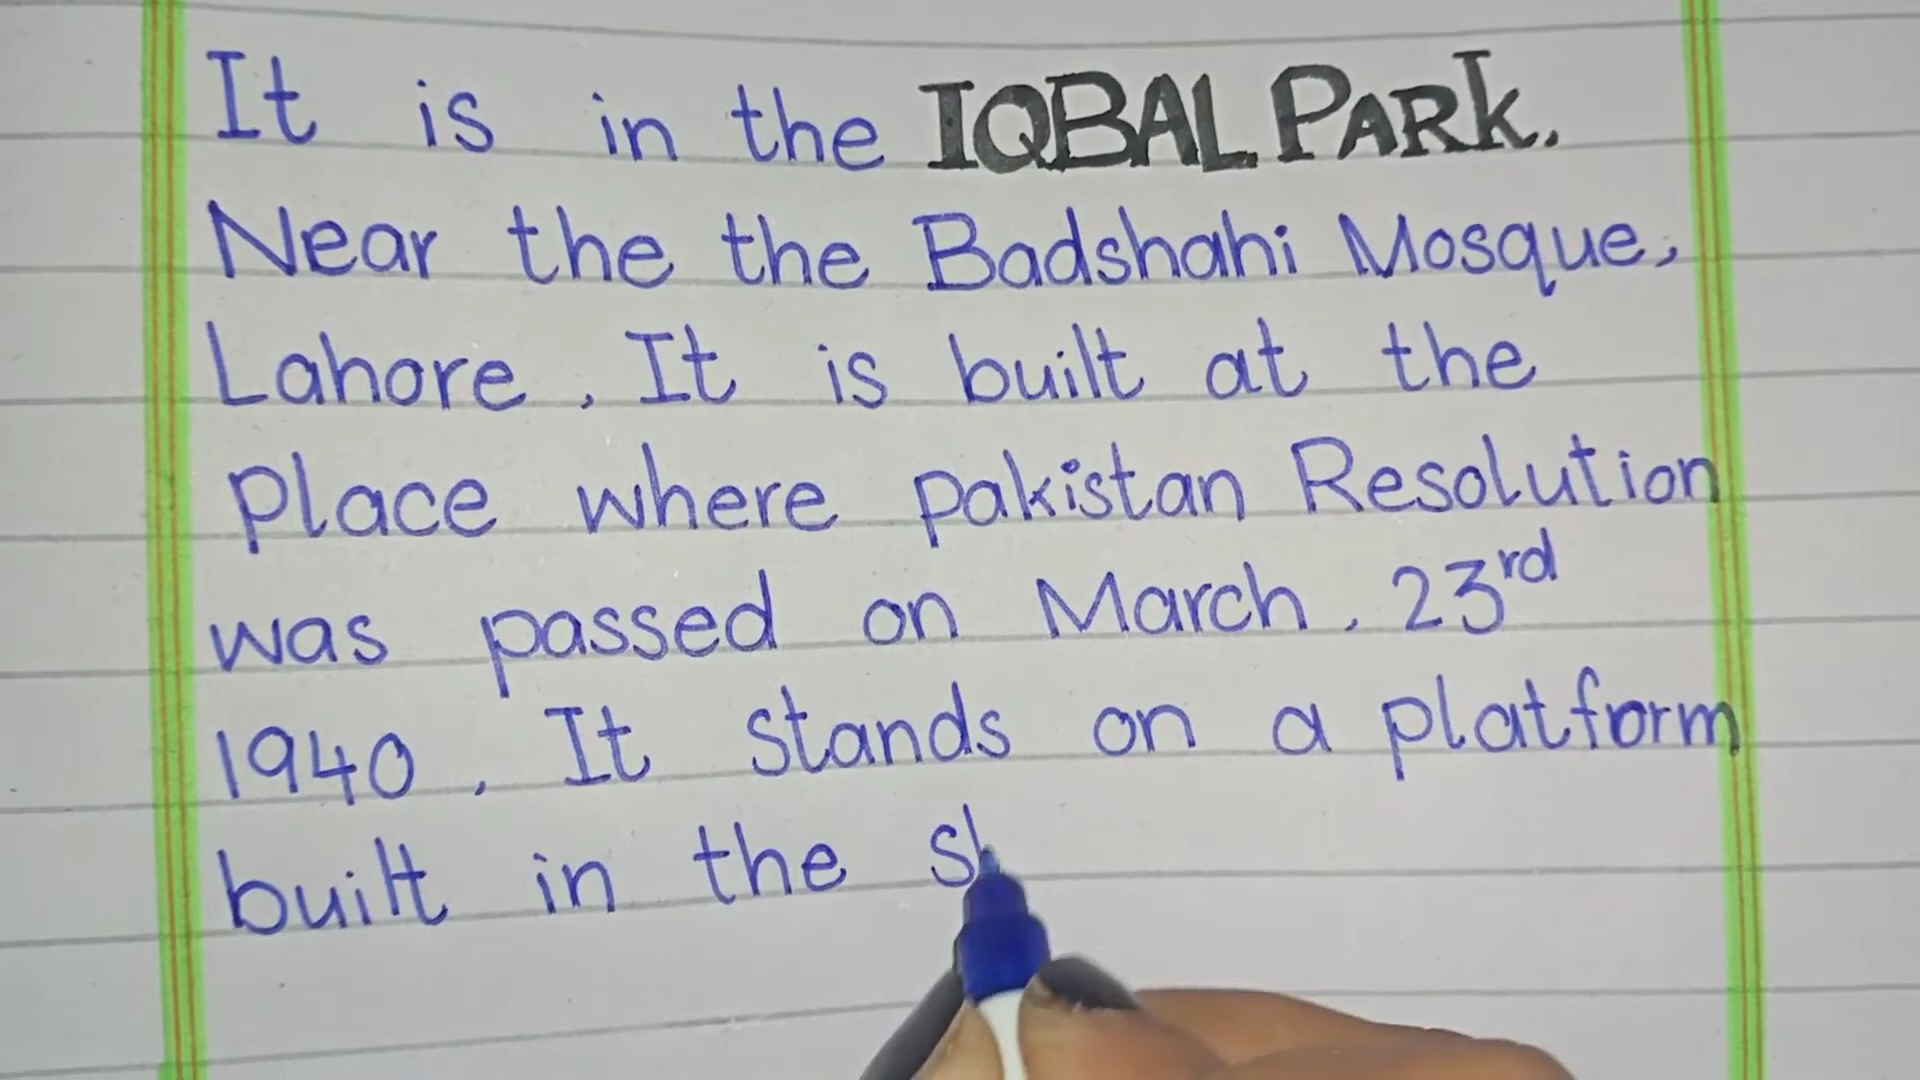 It is in the IQBAL PARK.
Near the the Badshahi Mosque,
Lahore. It is built at the
place where pakistan Resolution
was passed on March, 23rd
1940. It stands on a platform
built in the